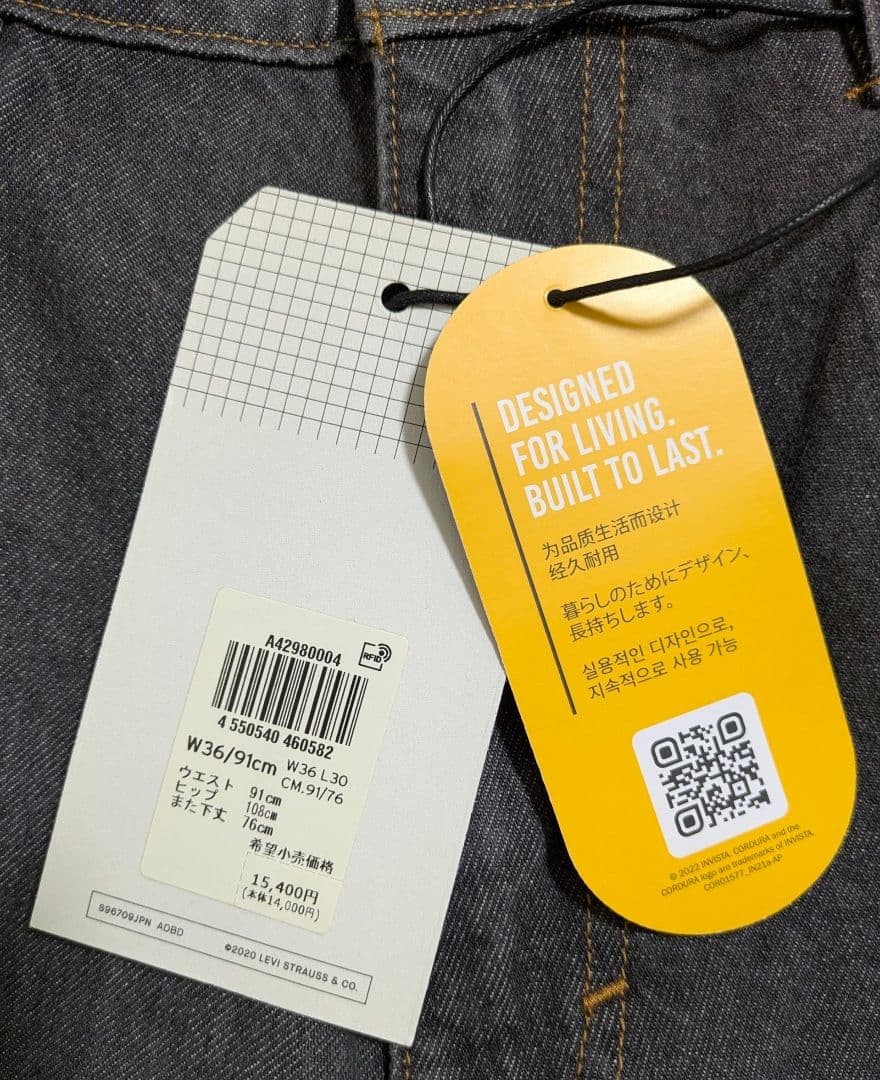 A42980004
RFID
4 550540 460582
W36/91cm
W36 L30
CM.91/76
ウエスト 91cm
ヒップ 108cm
また下丈 76cm
希望小売価格
15,400円
(本体14,000円)
S96709JPN ADBD
©2020 LEVI STRAUSS & CO.
DESIGNED
FOR LIVING.
BUILT TO LAST.
为品质生活而设计
经久耐用
暮らしのためにデザイン、
長持ちします。
실용적인 디자인으로,
지속적으로 사용 가능
© 2022 INVISTA. CORDURA and the
CORDURA logo are trademarks of INVISTA.
COR01577_IN21a-AP